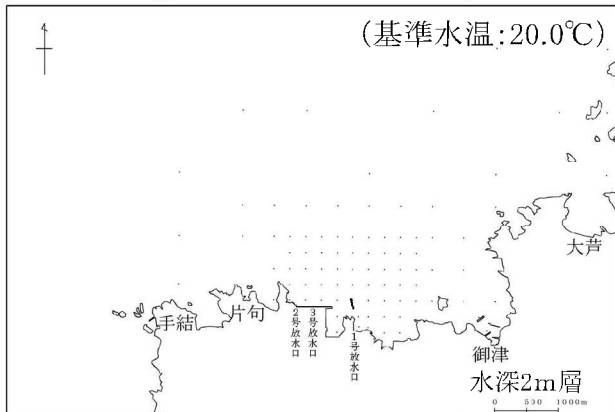 (基準水温:20.0℃)
大芦
手結
片句
2号放水口
3号放水口
1号放水口
御津
水深2m層
0 500 1000m